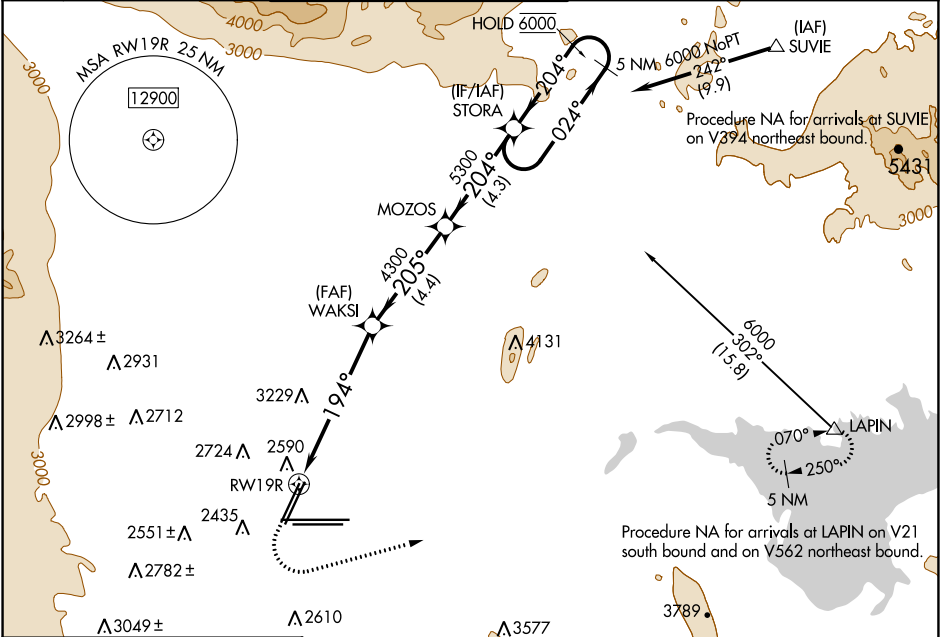 4000
3000
3000
MSA RW19R 25 NM
12900
HOLD 6000
204°
024°
5 NM
6000 NoPT
242°
(9.9)
(IAF)
SUVIE
(IF/IAF)
STORA
Procedure NA for arrivals at SUVIE
on V394 northeast bound.
5431
3000
5300
204°
(4.3)
MOZOS
4300
205°
(4.4)
(FAF)
WAKSI
3264 ±
2931
4131
6000
302°
(15.8)
3229
194°
2998 ±
2712
LAPIN
070°
250°
5 NM
3000
2724
2590
RW19R
2435
2551 ±
2782 ±
Procedure NA for arrivals at LAPIN on V21
south bound and on V562 northeast bound.
3789
2610
3049 ±
3577